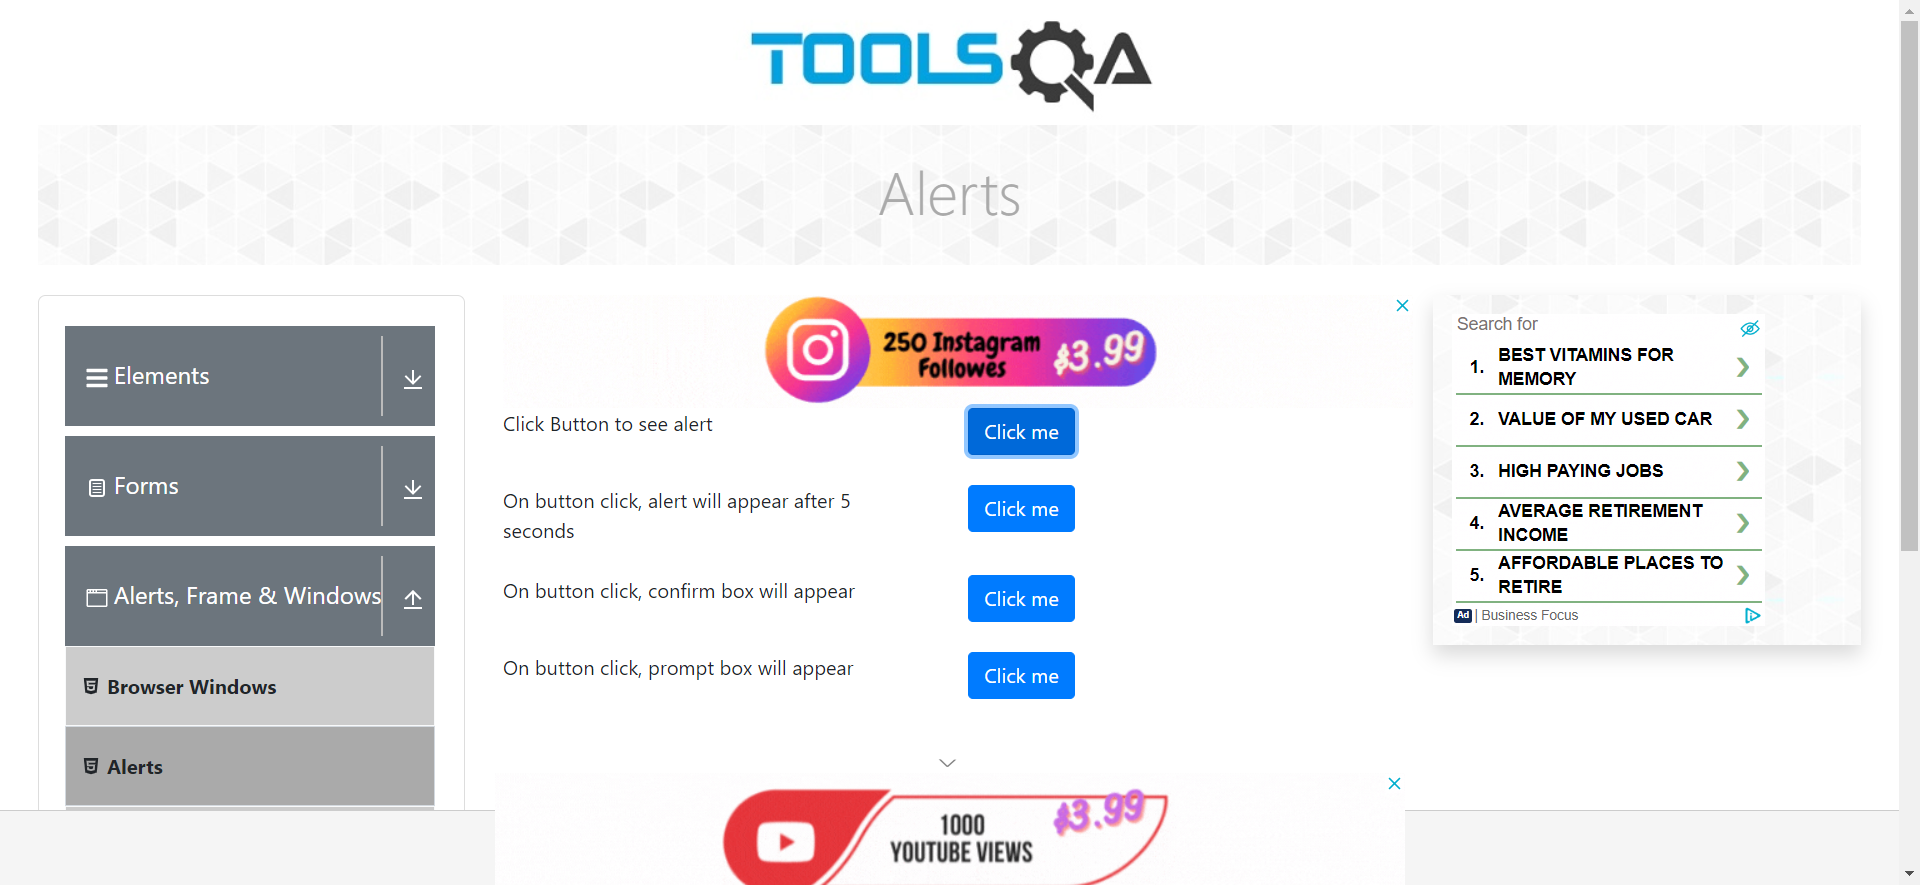 TOOLSQA
Alerts
Elements
Forms
Alerts, Frame & Windows
Browser Windows
Alerts
250 Instagram
Followes
$3.99
Click Button to see alert
Click me
On button click, alert will appear after 5
seconds
Click me
On button click, confirm box will appear
Click me
On button click, prompt box will appear
Click me
Search for
1. BEST VITAMINS FOR
MEMORY
2. VALUE OF MY USED CAR
3. HIGH PAYING JOBS
4. AVERAGE RETIREMENT
INCOME
5. AFFORDABLE PLACES TO
RETIRE
Ad | Business Focus
1000
YOUTUBE VIEWS
$3.99